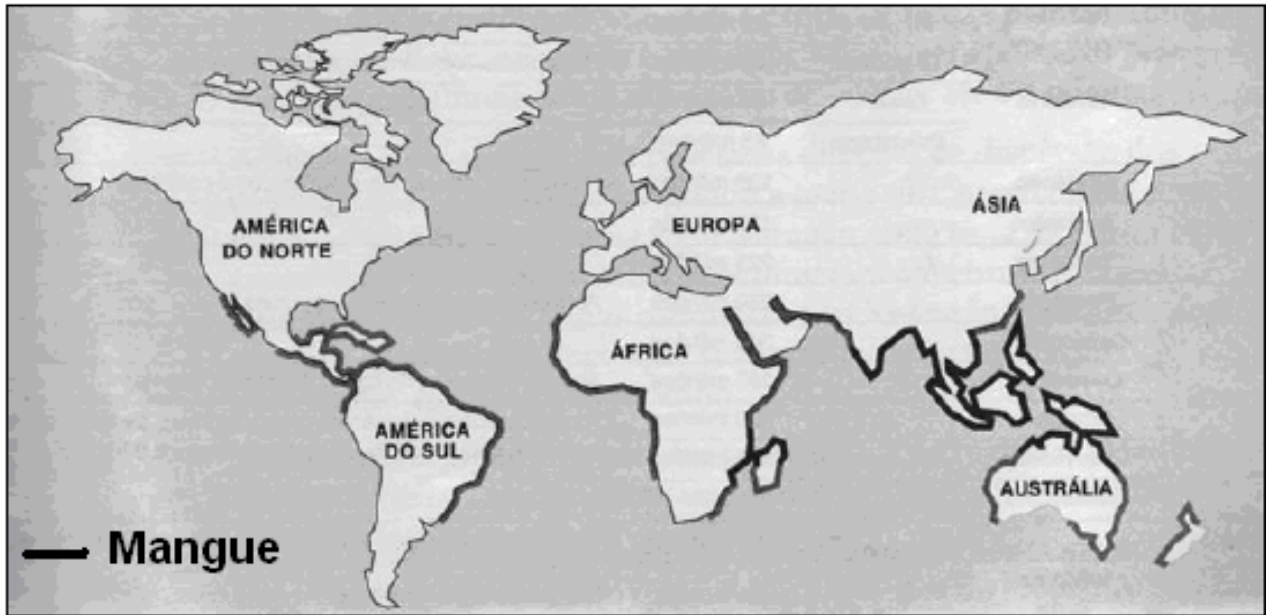 AMÉRICA
DO NORTE
EUROPA
ÁSIA
ÁFRICA
AMÉRICA
DO SUL
AUSTRÁLIA
Mangue